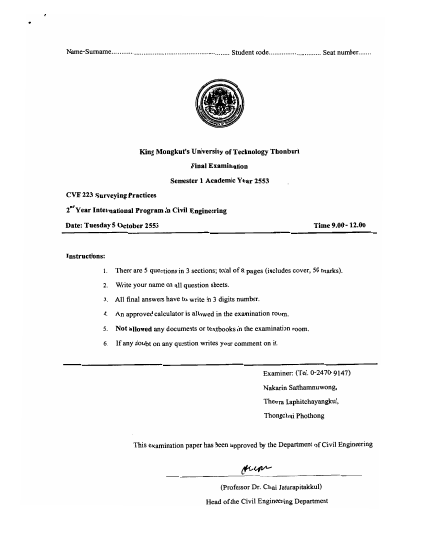 Name-Surname............................................... Student code..................... Seat number......
King Mongkut's University of Technology Thonburi
Final Examination
Semester 1 Academic Year 2553
CVE 223 Surveying Practices
2nd Year International Program in Civil Engineering
Date: Tuesday 5 October 2553 Time 9.00 - 12.00
Instructions:
1. There are 5 questions in 3 sections; total of 8 pages (includes cover, 56 marks).
2. Write your name on all question sheets.
3. All final answers have to write in 3 digits number.
4. An approved calculator is allowed in the examination room.
5. Not allowed any documents or textbooks in the examination room.
6. If any doubt on any question writes your comment on it.
Examiner: (Tel. 0-2470-9147)
Nakarin Satthamnuwong,
Theera Laphitchayangkul,
Thongchai Phothong
This examination paper has been approved by the Department of Civil Engineering
(Professor Dr. Chai Jaturapitakkul)
Head of the Civil Engineering Department